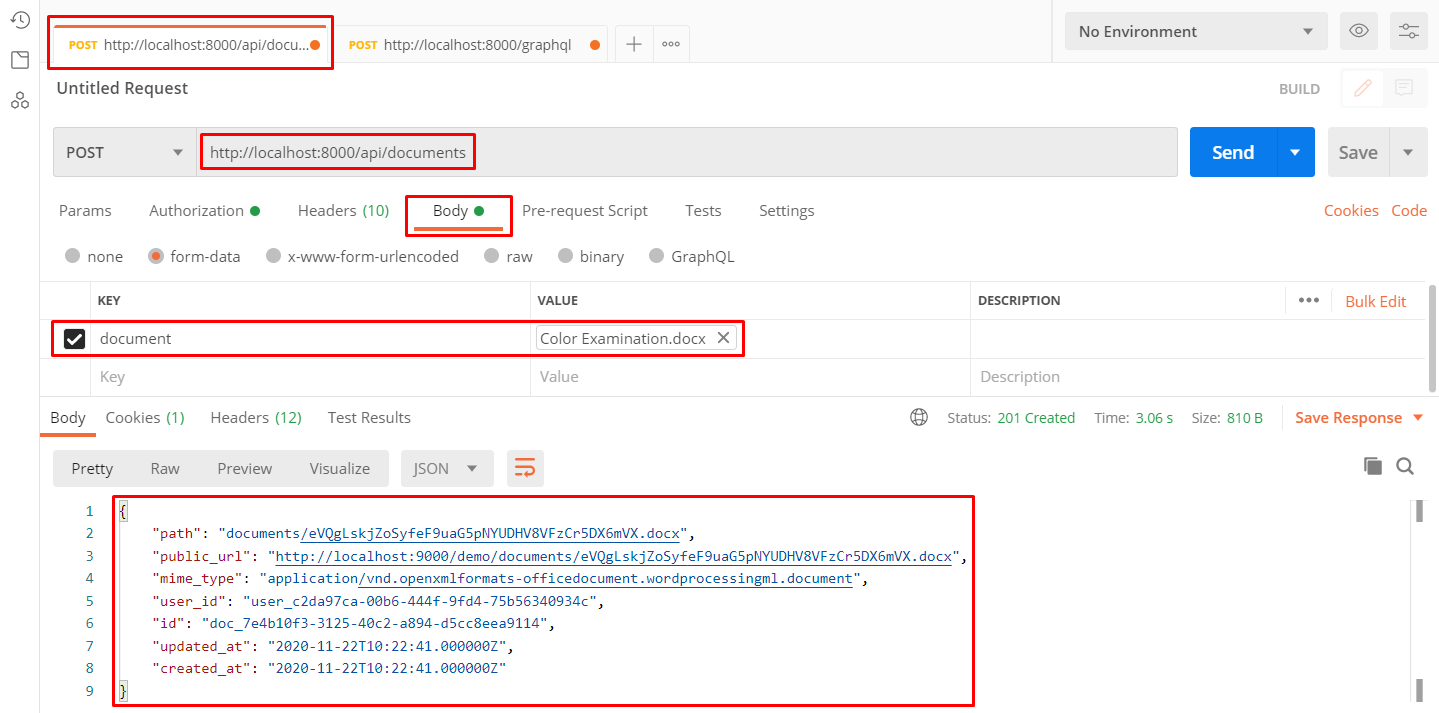 POST http://localhost:8000/api/docu... POST http://localhost:8000/graphql No Environment
Untitled Request BUILD
POST http://localhost:8000/api/documents Send Save
Params Authorization Headers (10) Body Pre-request Script Tests Settings Cookies Code
none form-data x-www-form-urlencoded raw binary GraphQL
KEY VALUE DESCRIPTION Bulk Edit
document Color Examination.docx
Key Value Description
Body Cookies (1) Headers (12) Test Results Status: 201 Created Time: 3.06 s Size: 810 B Save Response
Pretty Raw Preview Visualize JSON
1 {
2 "path": "documents/eVQgLskjZoSyfeF9uaG5pNYUDHV8VFzCr5DX6mVX.docx",
3 "public_url": "http://localhost:9000/demo/documents/eVQgLskjZoSyfeF9uaG5pNYUDHV8VFzCr5DX6mVX.docx",
4 "mime_type": "application/vnd.openxmlformats-officedocument.wordprocessingml.document",
5 "user_id": "user_c2da97ca-00b6-444f-9fd4-75b56340934c",
6 "id": "doc_7e4b10f3-3125-40c2-a894-d5cc8eea9114",
7 "updated_at": "2020-11-22T10:22:41.000000Z",
8 "created_at": "2020-11-22T10:22:41.000000Z"
9 }